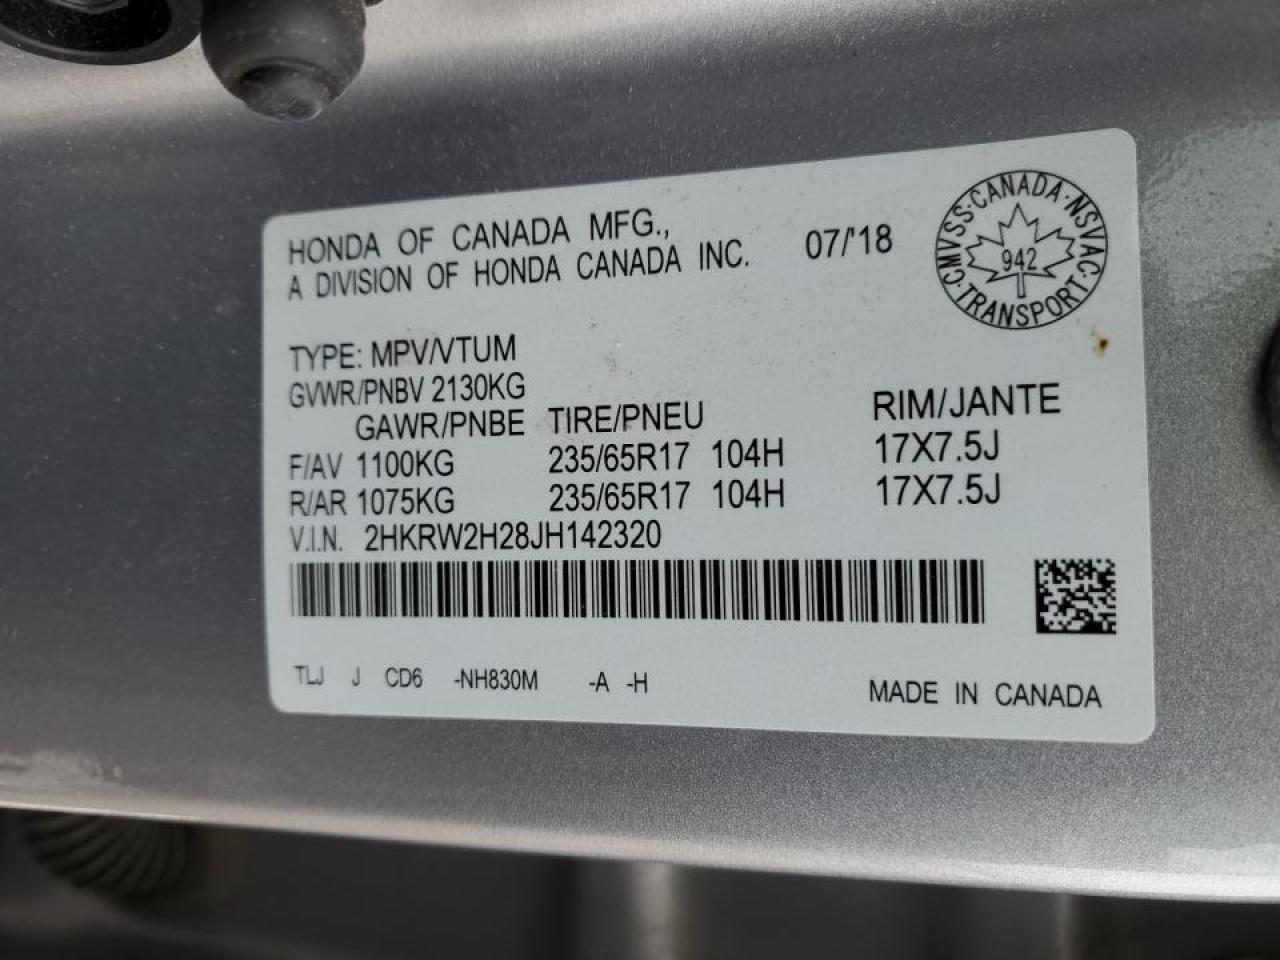 HONDA OF CANADA MFG.,
A DIVISION OF HONDA CANADA INC.
07/'18
CMVSS·CANADA·NSVAC·TRANSPORT·
942
TYPE: MPV/VTUM
GVWR/PNBV 2130KG
GAWR/PNBE TIRE/PNEU RIM/JANTE
F/AV 1100KG 235/65R17 104H 17X7.5J
R/AR 1075KG 235/65R17 104H 17X7.5J
V.I.N. 2HKRW2H28JH142320
TLJ J CD6 -NH830M -A -H
MADE IN CANADA